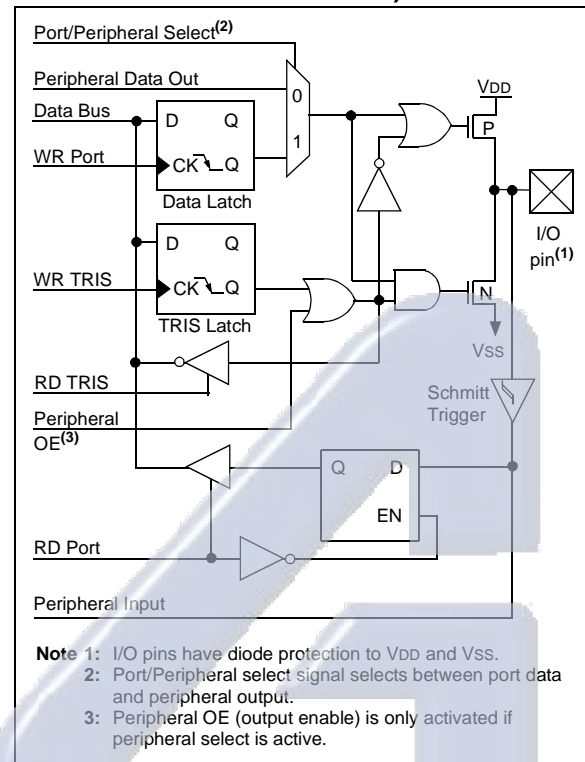 Port/Peripheral Select(2)
Peripheral Data Out
0
Data Bus
D Q
WR Port
CK Q
1
Data Latch
VDD
P
I/O
pin(1)
D Q
WR TRIS
CK Q
TRIS Latch
N
VSS
RD TRIS
Schmitt
Trigger
Peripheral
OE(3)
Q D
EN
RD Port
Peripheral Input
Note 1: I/O pins have diode protection to VDD and VSS.
2: Port/Peripheral select signal selects between port data
and peripheral output.
3: Peripheral OE (output enable) is only activated if
peripheral select is active.